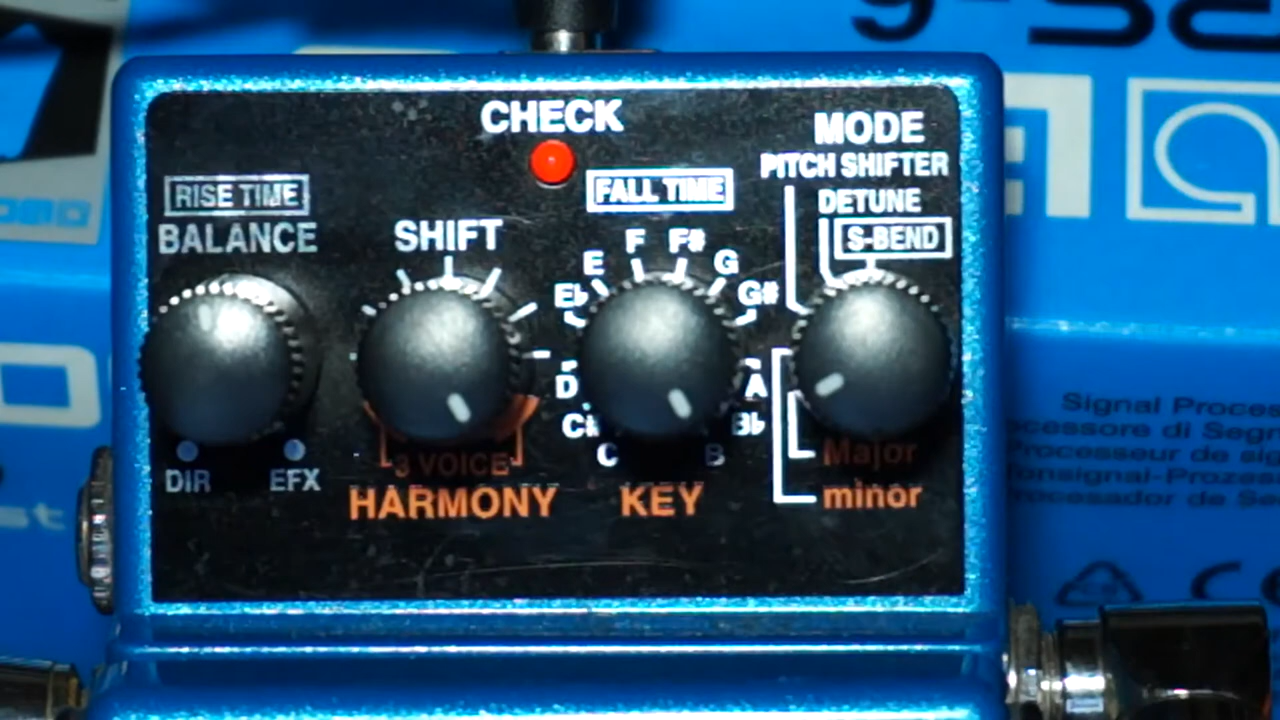 CHECK
MODE
PITCH SHIFTER
DETUNE
S-BEND
RISE TIME
BALANCE
SHIFT
FALL TIME
E F F# G
E♭ G#
D A
C# B♭
C B
DIR EFX
3 VOICE
HARMONY
KEY
Major
minor
Signal Proces
ocessore di Segn
Processeur de sig
onsignal-Prozess
rocesador de Se